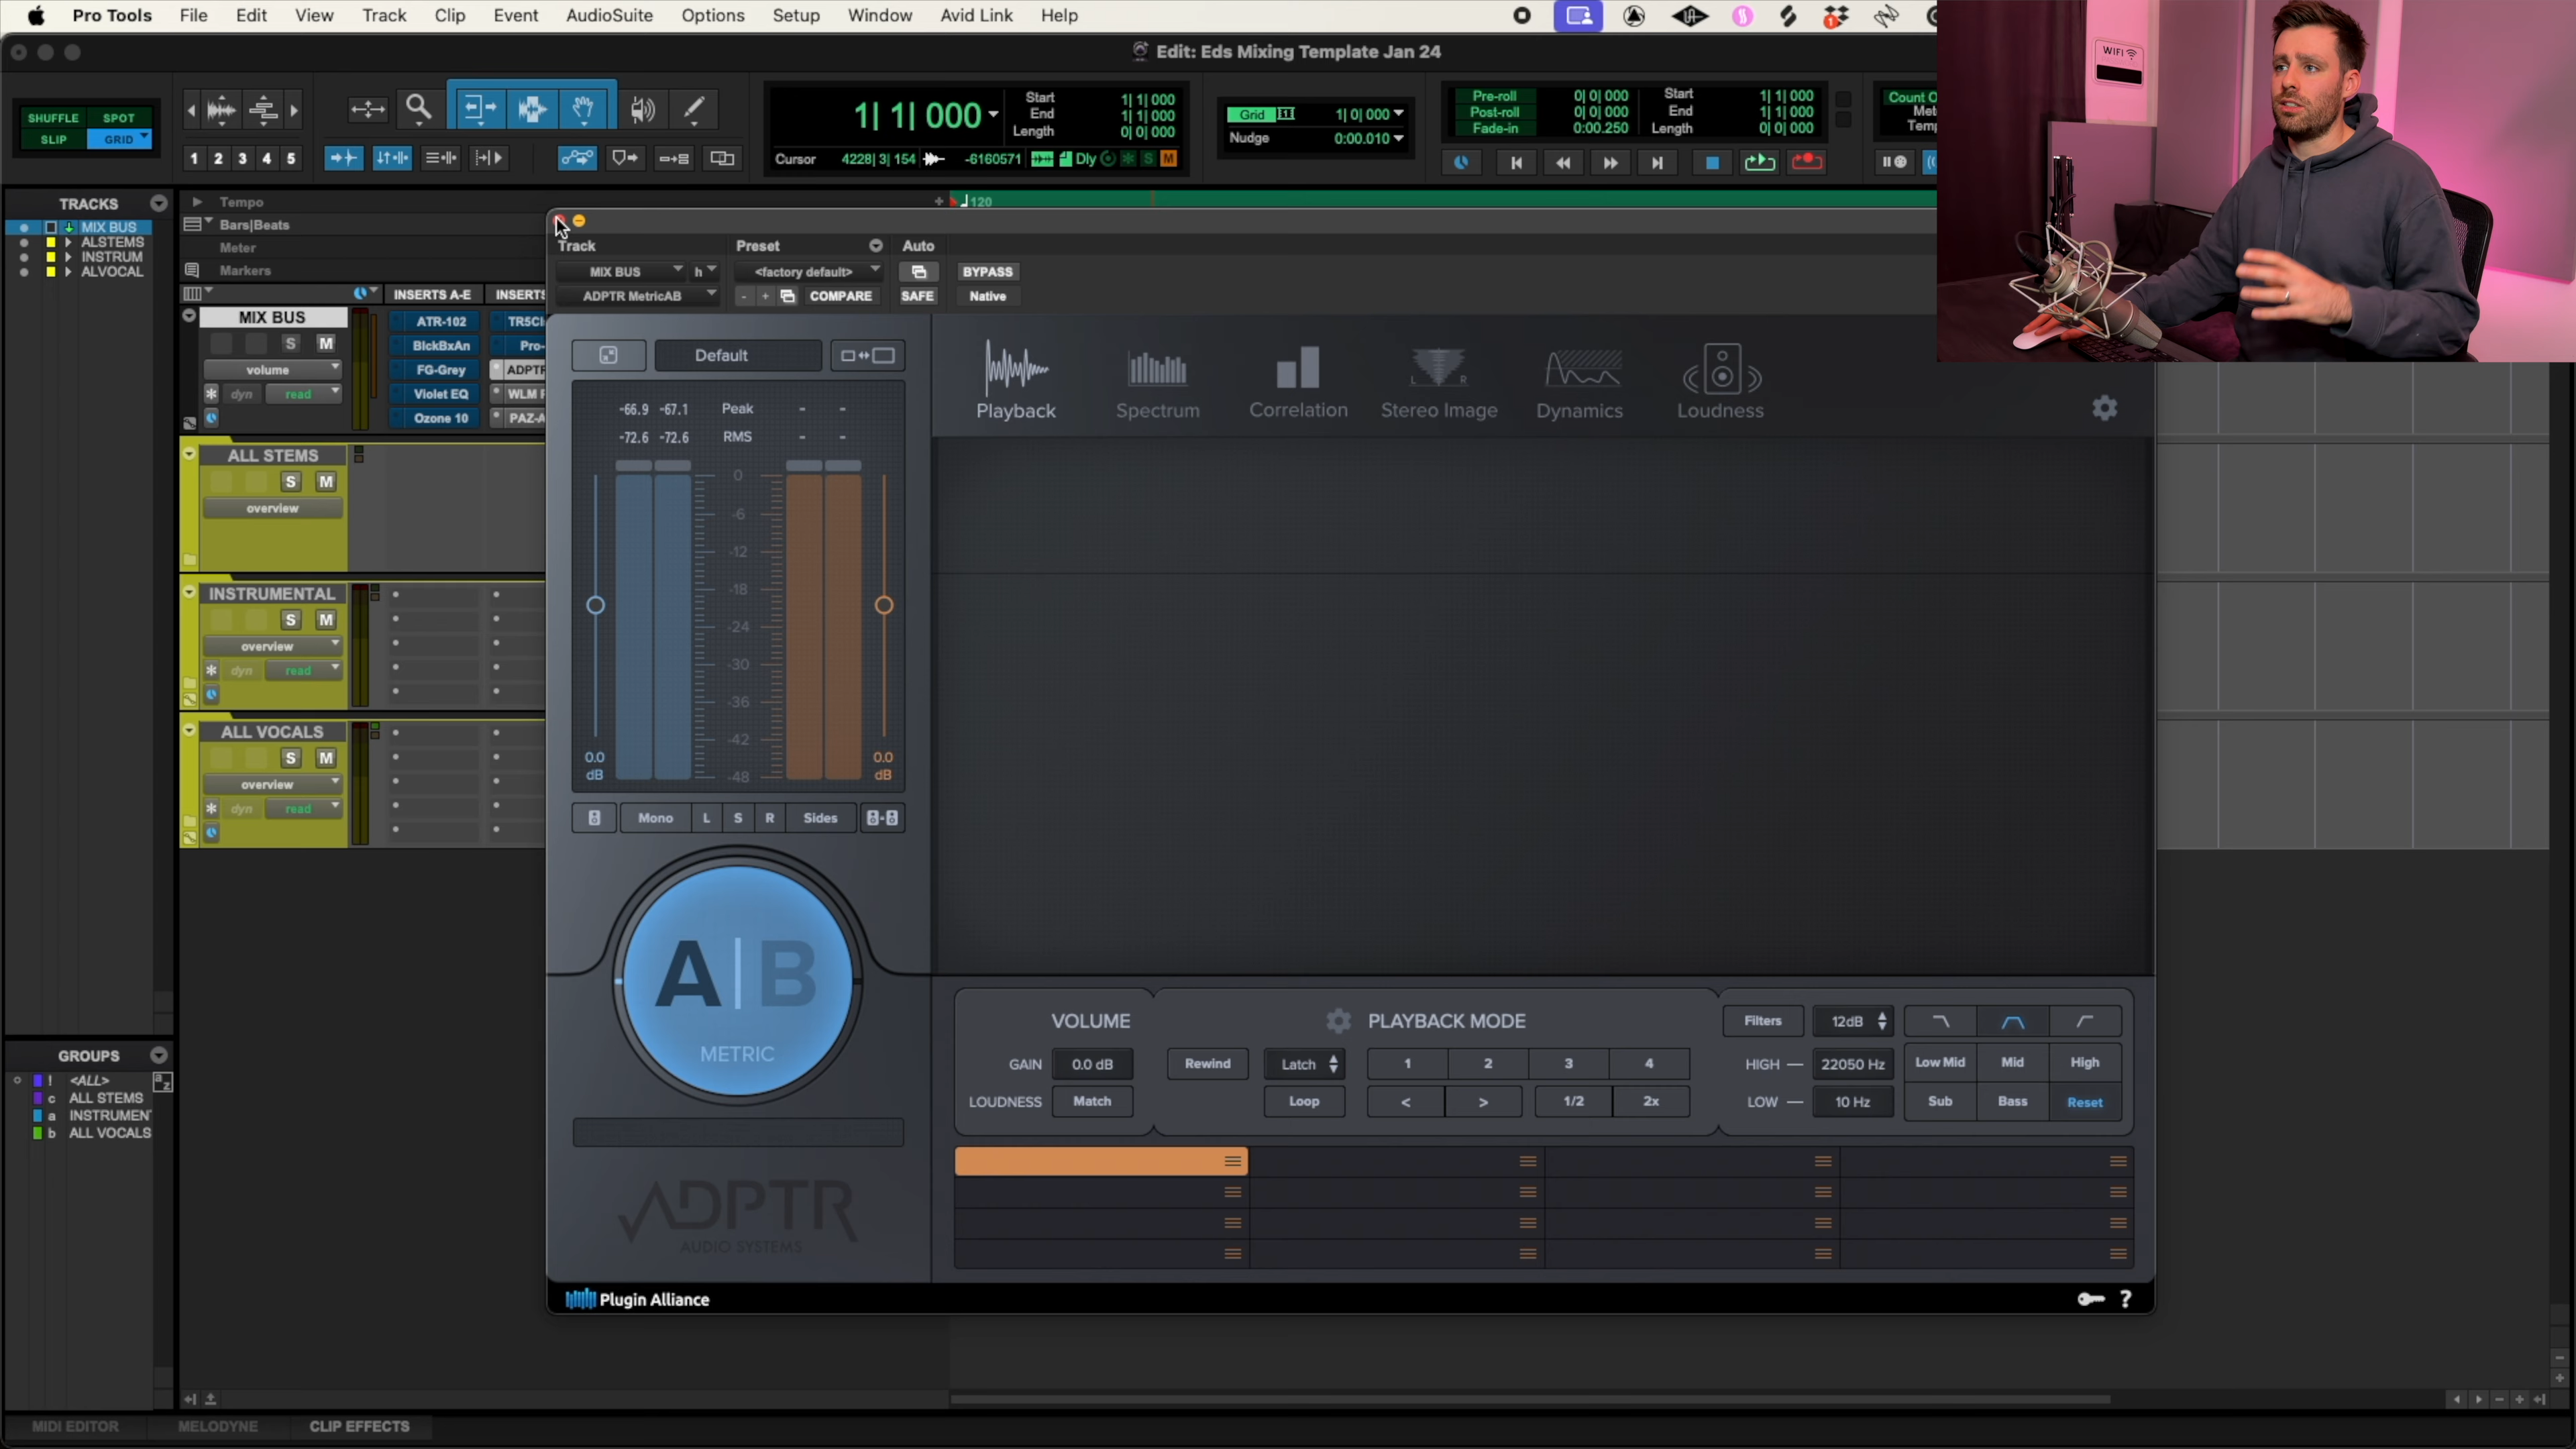 Pro Tools File Edit View Track Clip Event AudioSuite Options Setup Window Avid Link Help
Edit: Eds Mixing Template Jan 24
WIFI
SHUFFLE SPOT
SLIP GRID
1 2 3 4 5
1| 1| 000
Start 1| 1| 000
End 1| 1| 000
Length 0| 0| 000
Cursor 4228| 3| 154 -6160571 Dly S M
Grid 1| 0| 000
Nudge 0:00.010
Pre-roll 0| 0| 000
Post-roll 0| 0| 000
Fade-in 0:00.250
Start 1| 1| 000
End 1| 1| 000
Length 0| 0| 000
Count O
Met
Temp
TRACKS
MIX BUS
ALSTEMS
INSTRUM
ALVOCAL
Tempo
Bars|Beats
Meter
Markers
120
INSERTS A-E INSERTS
MIX BUS
S M
volume
dyn read
ATR-102
BlckBxAn
FG-Grey
Violet EQ
Ozone 10
TR5Cl
Pro-
ADPTR
WLM P
PAZ-A
ALL STEMS
S M
overview
INSTRUMENTAL
S M
overview
dyn read
ALL VOCALS
S M
overview
dyn read
Track Preset Auto
MIX BUS h <factory default> BYPASS
ADPTR MetricAB - + COMPARE SAFE Native
Default
-66.9 -67.1 Peak - -
-72.6 -72.6 RMS - -
0
-6
-12
-18
-24
-30
-36
-42
-48
0.0 dB
0.0 dB
Mono L S R Sides
A|B
METRIC
ADPTR
AUDIO SYSTEMS
Playback Spectrum Correlation Stereo Image Dynamics Loudness
VOLUME
GAIN 0.0 dB
LOUDNESS Match
PLAYBACK MODE
Rewind Latch 1 2 3 4
Loop < > 1/2 2x
Filters 12dB
HIGH 22050 Hz Low Mid Mid High
LOW 10 Hz Sub Bass Reset
Plugin Alliance
?
GROUPS
! <ALL>
a z
c ALL STEMS
a INSTRUMEN
b ALL VOCALS
MIDI EDITOR MELODYNE CLIP EFFECTS